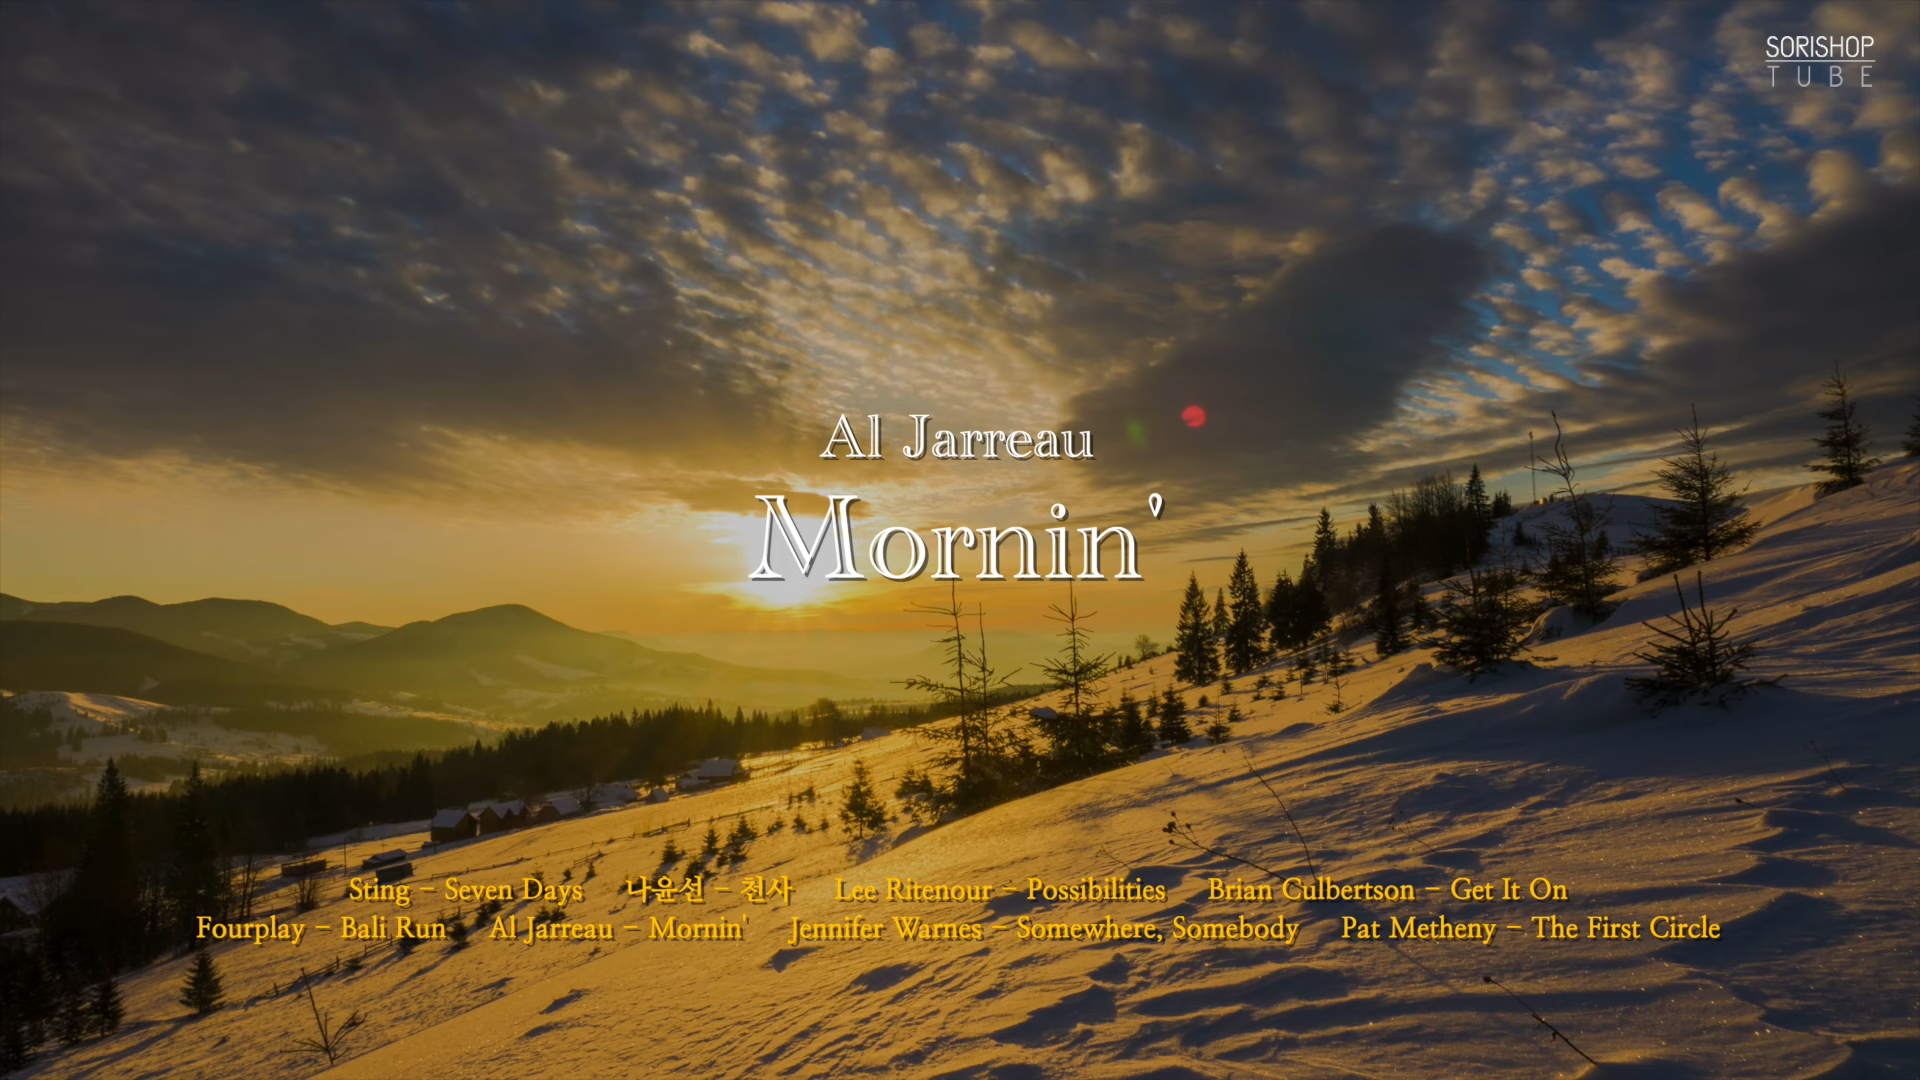 SORISHOP
TUBE
Al Jarreau
Mornin'
Sting - Seven Days 나윤선 - 천사 Lee Ritenour - Possibilities Brian Culbertson - Get It On
Fourplay - Bali Run Al Jarreau - Mornin' Jennifer Warnes - Somewhere, Somebody Pat Metheny - The First Circle